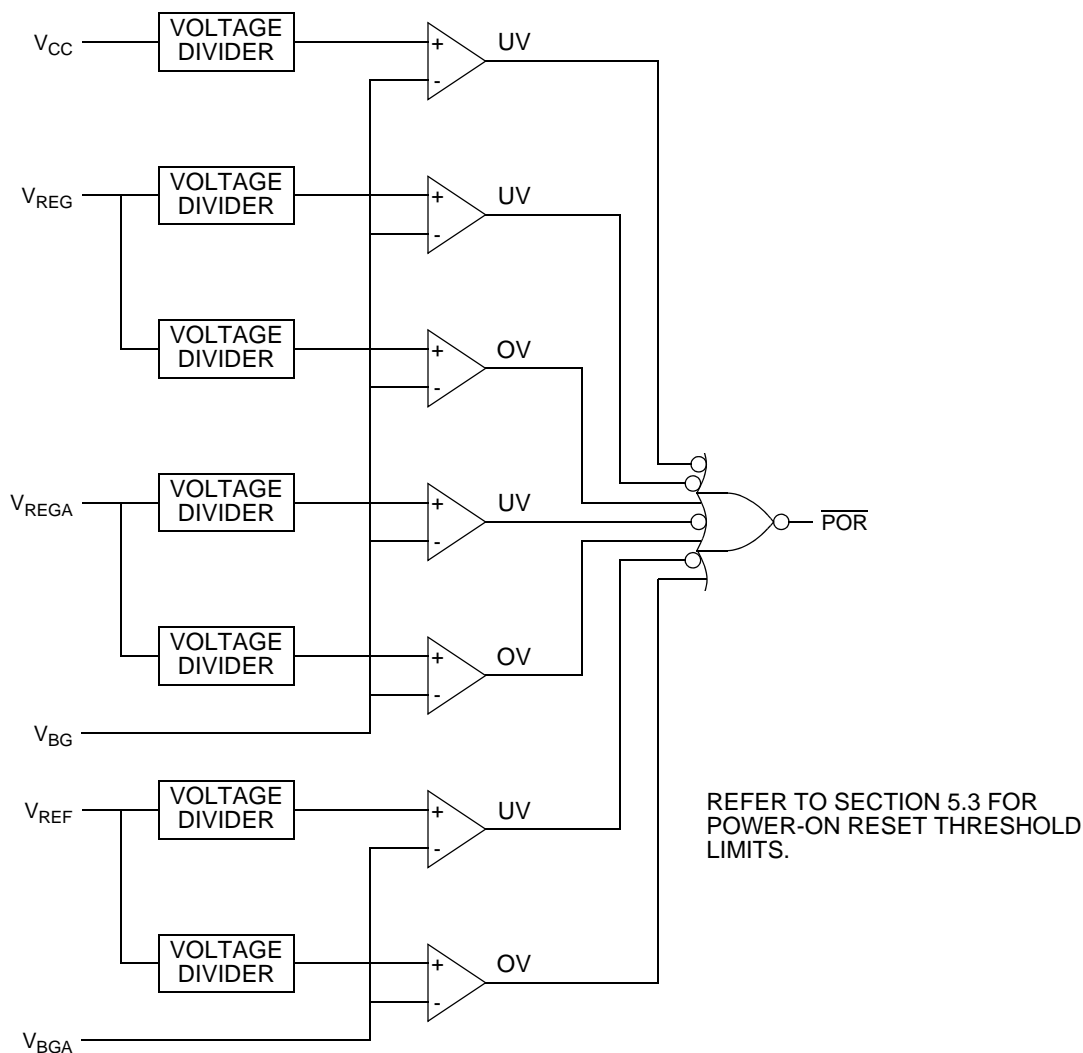 VOLTAGE
DIVIDER
VCC
+
-
UV
VOLTAGE
DIVIDER
VREG
+
-
UV
VOLTAGE
DIVIDER
+
-
OV
VOLTAGE
DIVIDER
VREGA
+
-
UV
POR
VOLTAGE
DIVIDER
+
-
OV
VBG
VOLTAGE
DIVIDER
VREF
+
-
UV
REFER TO SECTION 5.3 FOR
POWER-ON RESET THRESHOLD
LIMITS.
VOLTAGE
DIVIDER
+
-
OV
VBGA